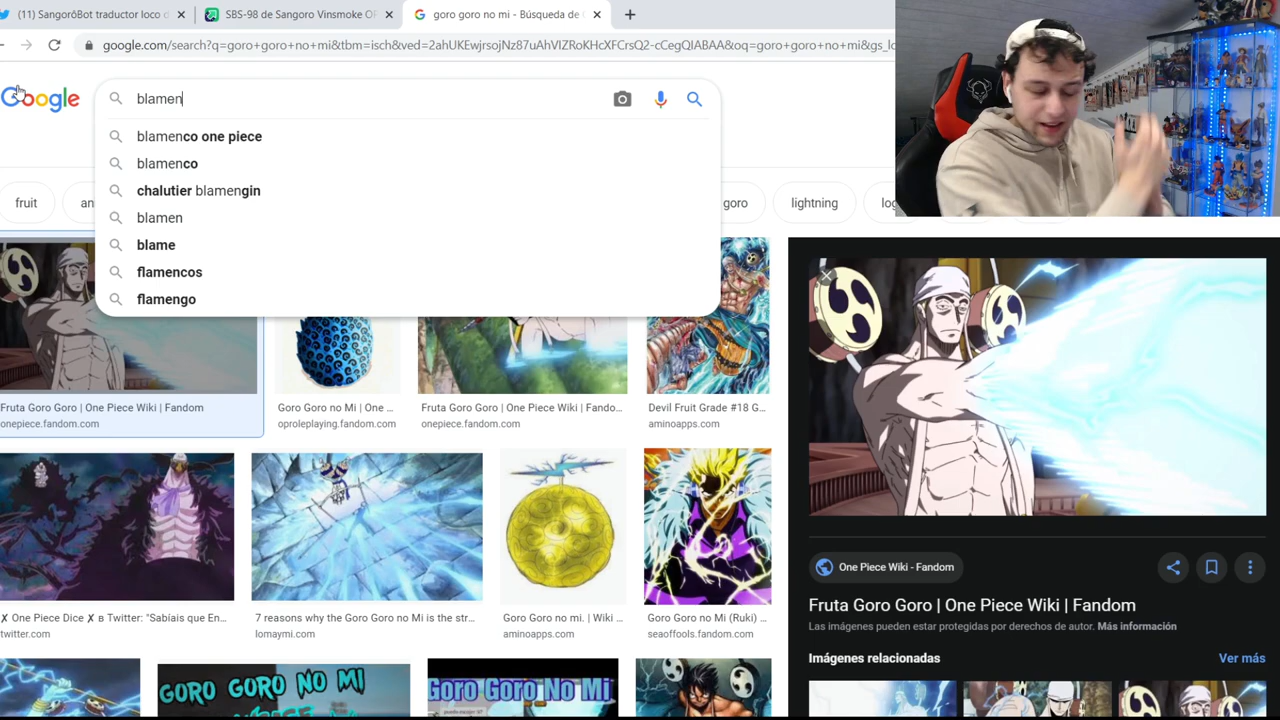 (11) SangorôBot traductor loco d
SBS-98 de Sangoro Vinsmoke O
goro goro no mi - Búsqueda de
google.com/search?q=goro+goro+no+mi&tbm=isch&ved=2ahUKEwjrsojNz87uAhVIZRoKHcXFCrsQ2-cCegQIABAA&oq=goro+goro+no+mi&gs_l
Google
blamen
blamenco one piece
blamenco
chalutier blamengin
blamen
blame
flamencos
flamengo
fruit
an
goro
lightning
Fruta Goro Goro | One Piece Wiki | Fandom
onepiece.fandom.com
Goro Goro no Mi | One ...
oproleplaying.fandom.com
Fruta Goro Goro | One Piece Wiki | Fando...
onepiece.fandom.com
Devil Fruit Grade #18 G...
aminoapps.com
✗ One Piece Dice ✗ в Twitter: "Sabíais que En...
twitter.com
7 reasons why the Goro Goro no Mi is the str...
lomaymi.com
Goro Goro no mi. | Wiki ...
aminoapps.com
Goro Goro no Mi (Ruki) ...
seaoffools.fandom.com
GORO GORO NO MI
Goro Goro No Mi
One Piece Wiki - Fandom
Fruta Goro Goro | One Piece Wiki | Fandom
Las imágenes pueden estar protegidas por derechos de autor. Más información
Imágenes relacionadas
Ver más